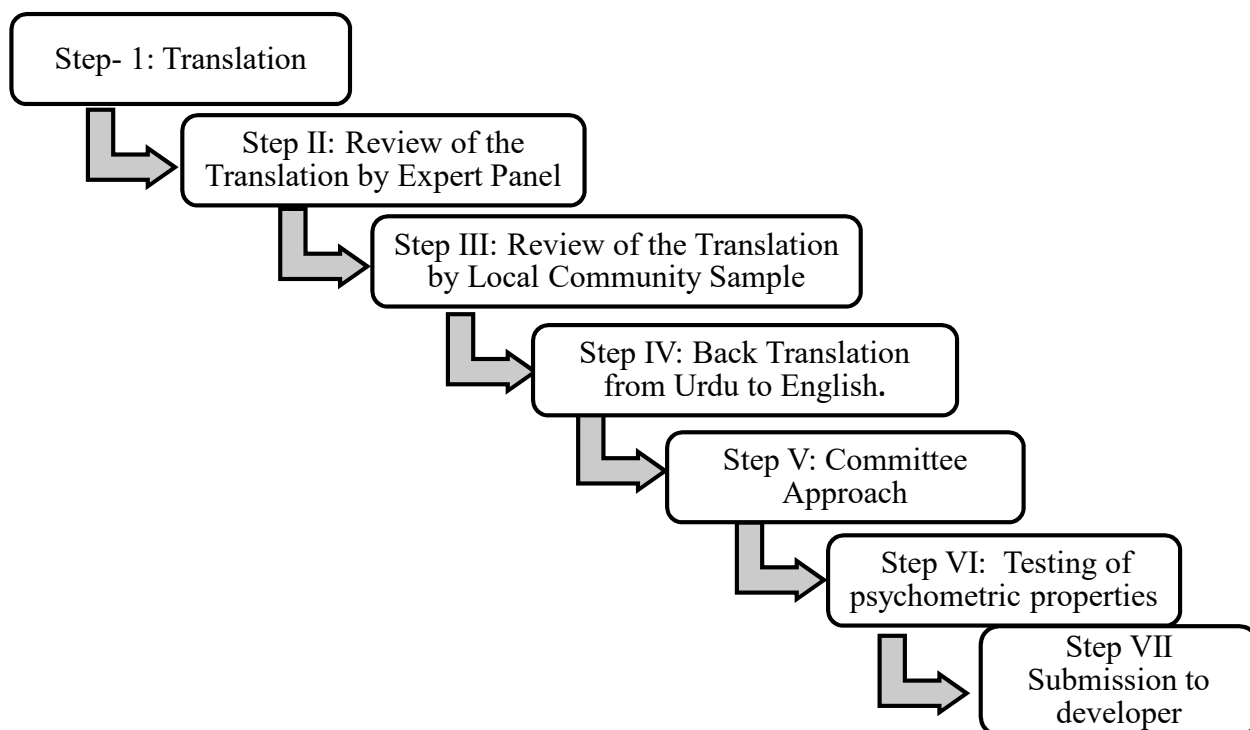 Step- 1: Translation
Step II: Review of the
Translation by Expert Panel
Step III: Review of the Translation
by Local Community Sample
Step IV: Back Translation
from Urdu to English.
Step V: Committee
Approach
Step VI:  Testing of
psychometric properties
Step VII
Submission to
developer